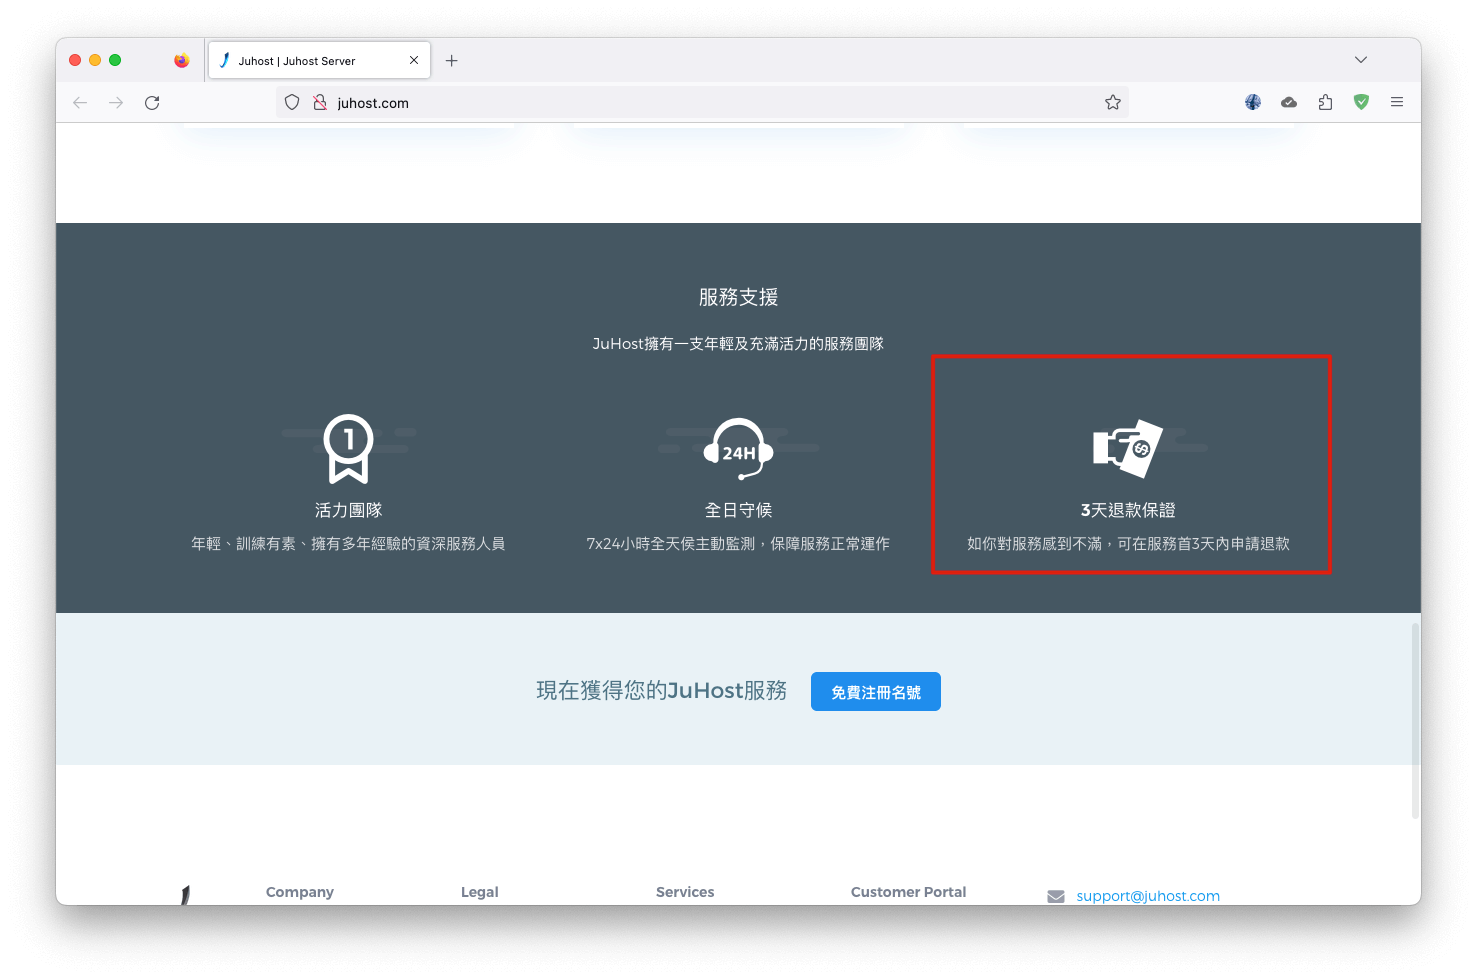 Juhost | Juhost Server
juhost.com
服務支援
JuHost擁有一支年輕及充滿活力的服務團隊
1
活力團隊
年輕、訓練有素、擁有多年經驗的資深服務人員
24H
全日守候
7x24小時全天侯主動監測，保障服務正常運作
$
3天退款保證
如你對服務感到不滿，可在服務首3天內申請退款
現在獲得您的JuHost服務
免費注冊名號
Company
Legal
Services
Customer Portal
support@juhost.com